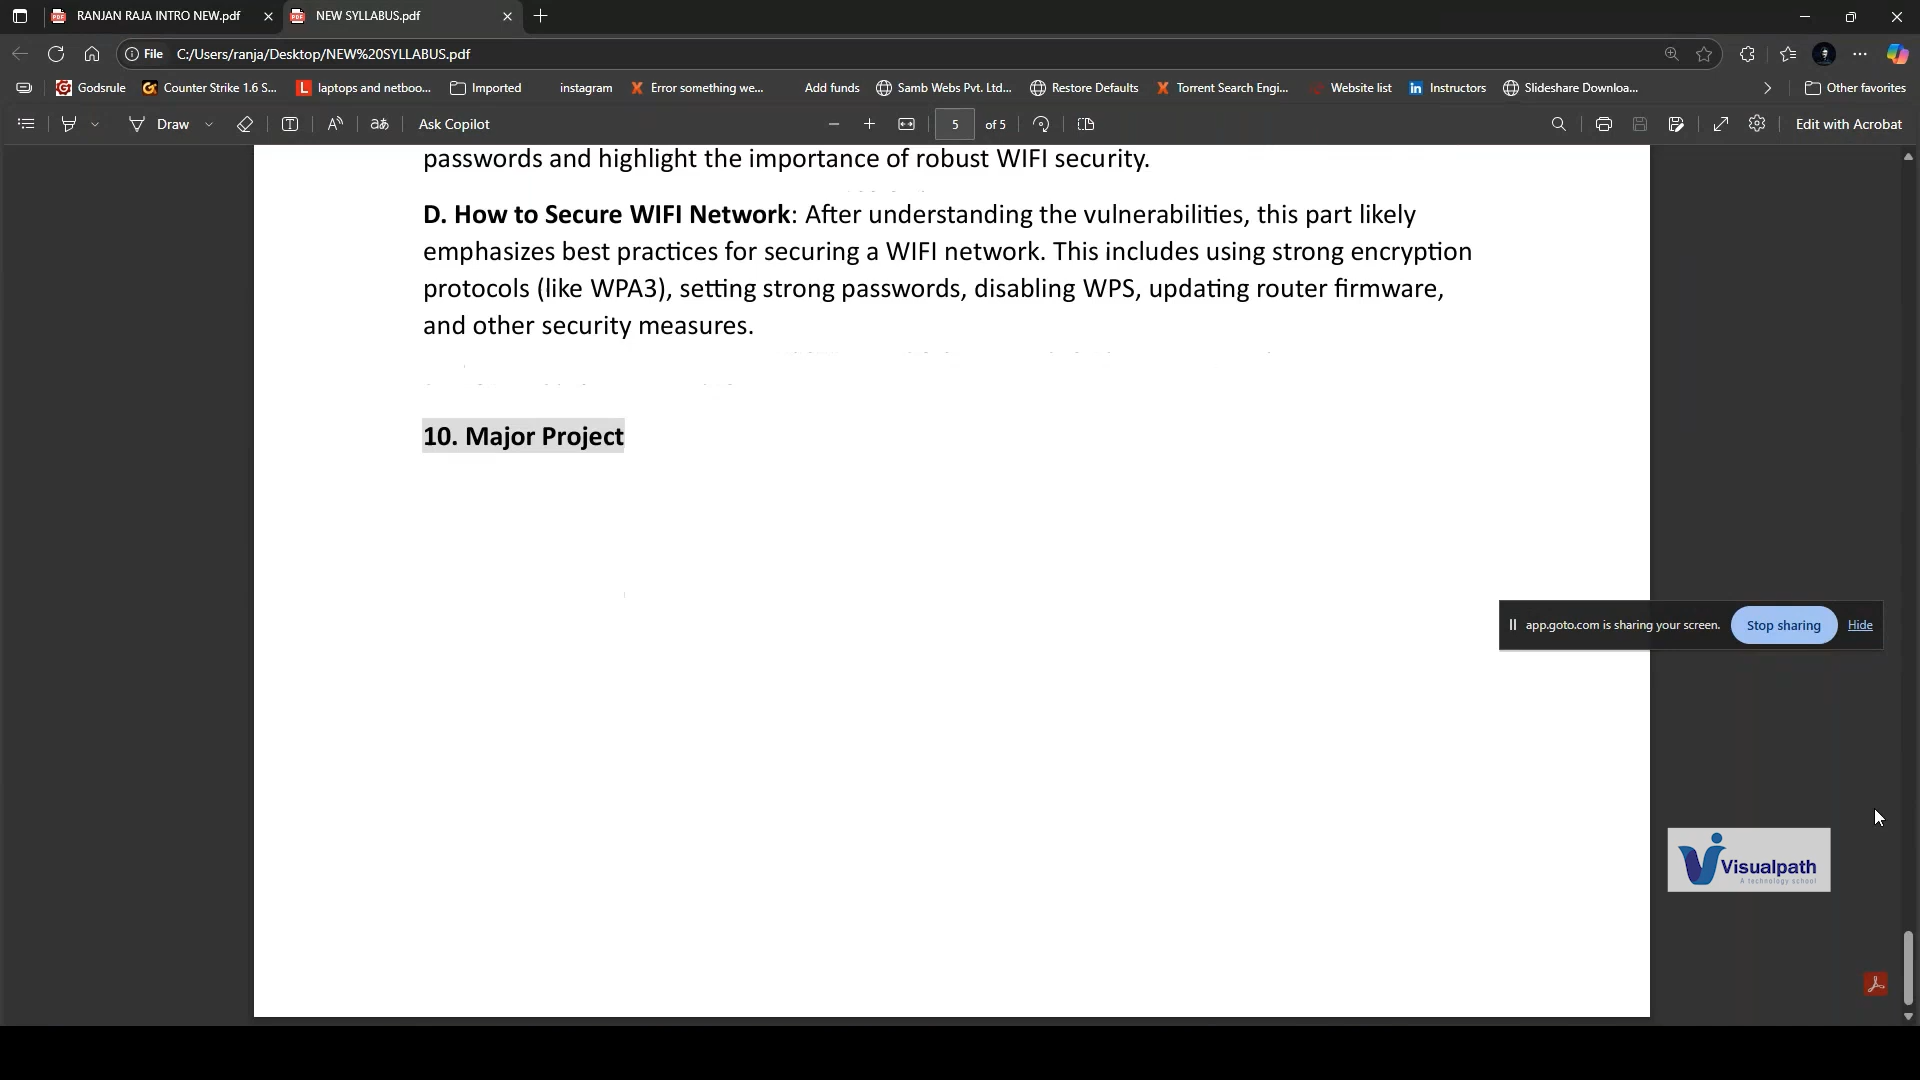 RANJAN RAJA INTRO NEW.pdf
NEW SYLLABUS.pdf
File C:/Users/ranja/Desktop/NEW%20SYLLABUS.pdf
Godsrule Counter Strike 1.6 S... laptops and netboo... Imported instagram Error something we... Add funds Samb Webs Pvt. Ltd... Restore Defaults Torrent Search Engi... Website list Instructors Slideshare Downloa... Other favorites
Draw aあ Ask Copilot 5 of 5 Edit with Acrobat
passwords and highlight the importance of robust WIFI security.
D. How to Secure WIFI Network: After understanding the vulnerabilities, this part likely
emphasizes best practices for securing a WIFI network. This includes using strong encryption
protocols (like WPA3), setting strong passwords, disabling WPS, updating router firmware,
and other security measures.
10. Major Project
app.goto.com is sharing your screen. Stop sharing Hide
Visualpath
A technology school